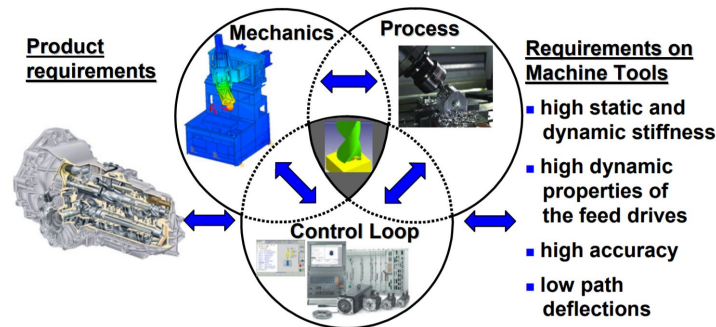 Product
requirements
Mechanics
Process
Control Loop
Requirements on
Machine Tools
▪ high static and
dynamic stiffness
▪ high dynamic
properties of
the feed drives
▪ high accuracy
▪ low path
deflections